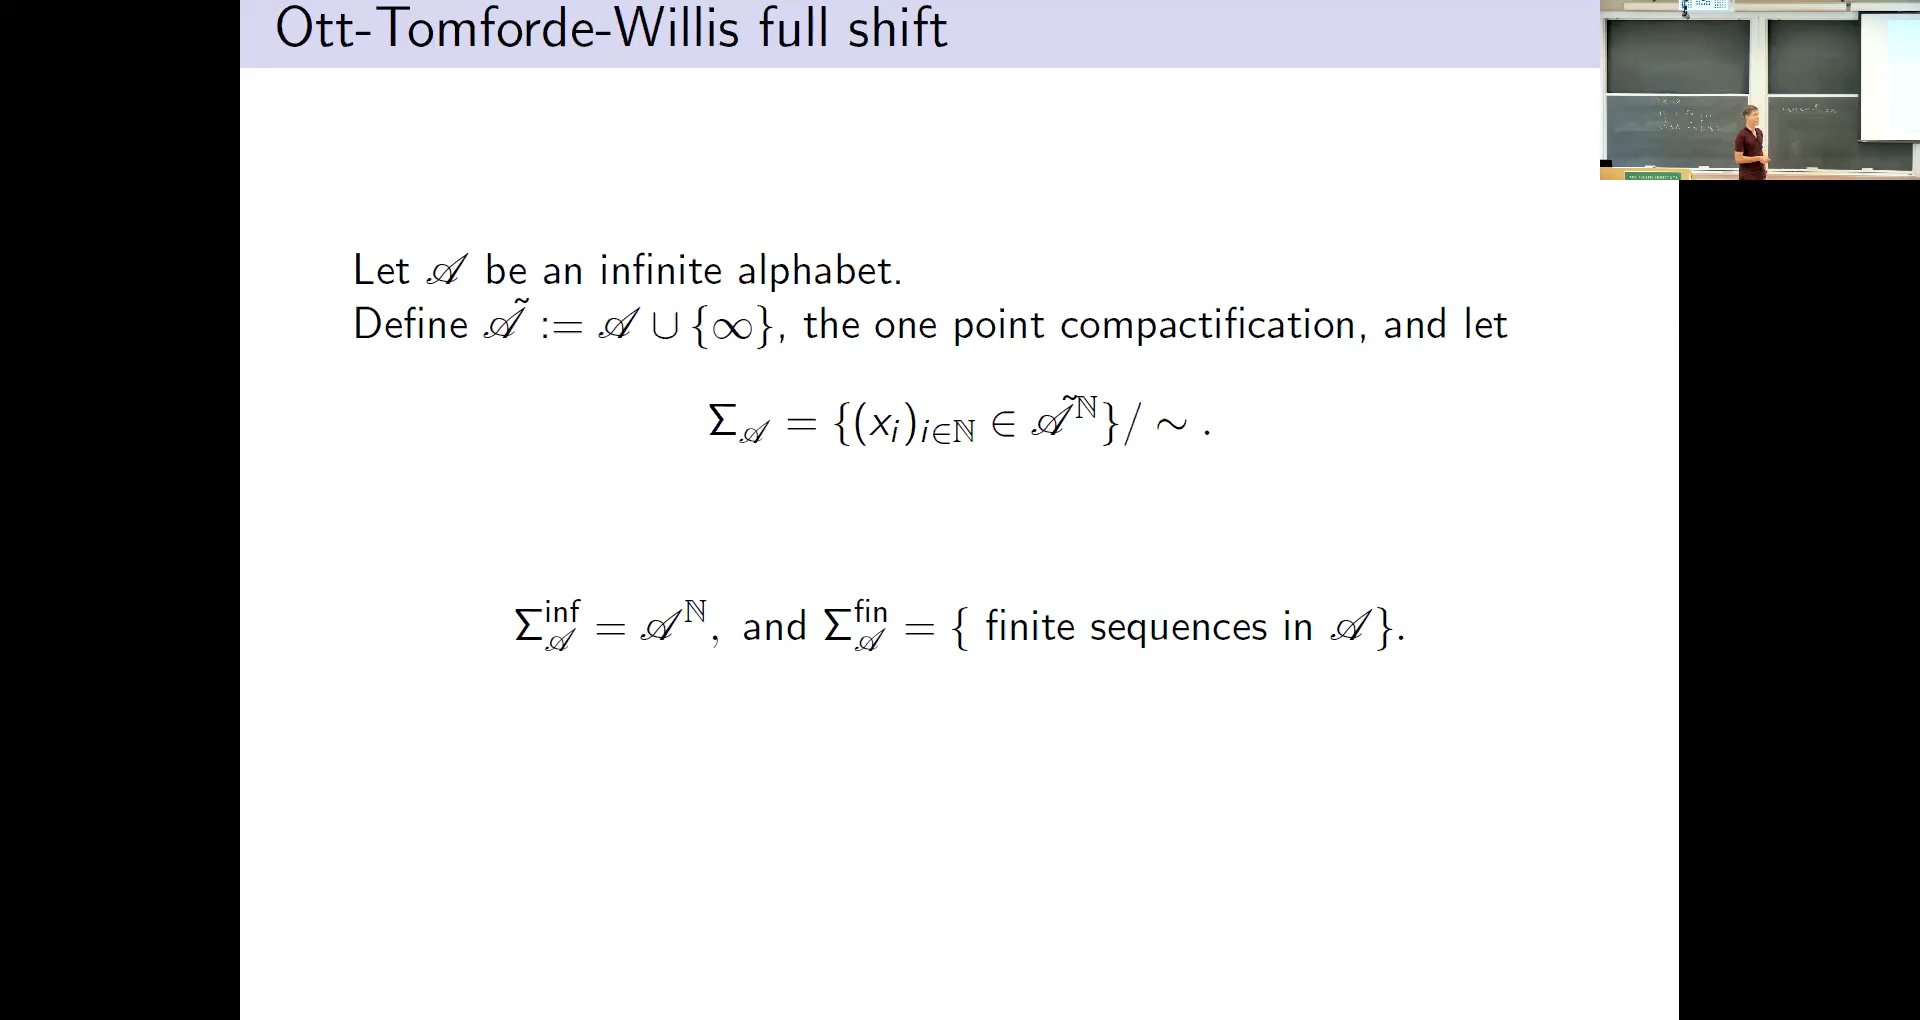 Ott-Tomforde-Willis full shift
Let 𝒜 be an infinite alphabet.
Define 𝒜̃ := 𝒜 ∪ {∞}, the one point compactification, and let
Σ_𝒜 = {(x_i)_{i∈ℕ} ∈ 𝒜̃^ℕ}/ ∼ .
Σ_𝒜^inf = 𝒜^ℕ, and Σ_𝒜^fin = { finite sequences in 𝒜}.